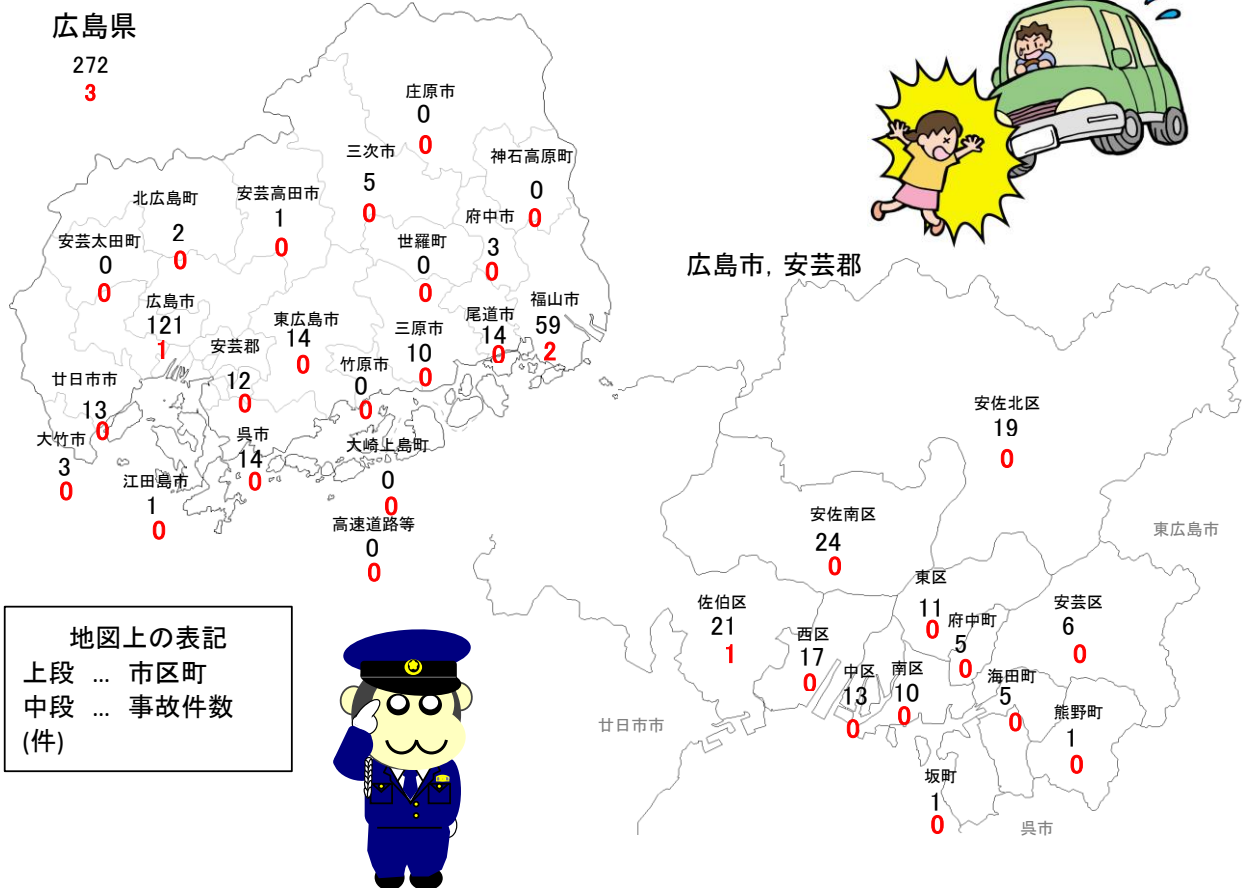 広島県
272
3
庄原市
0
0
三次市
5
0
神石高原町
0
0
北広島町
2
0
安芸高田市
1
0
府中市
3
0
安芸太田町
0
0
世羅町
0
0
広島市
121
1
安芸郡
12
0
東広島市
14
0
竹原市
0
0
三原市
10
0
尾道市
14
0
福山市
59
2
廿日市市
13
0
大竹市
3
0
江田島市
1
0
呉市
14
0
大崎上島町
0
0
高速道路等
0
0
地図上の表記
上段 … 市区町
中段 … 事故件数
(件)
広島市，安芸郡
安佐北区
19
0
安佐南区
24
0
東広島市
東区
11
0
府中町
5
0
安芸区
6
0
佐伯区
21
1
西区
17
0
中区
13
0
南区
10
0
海田町
5
0
熊野町
1
0
廿日市市
坂町
1
0
呉市